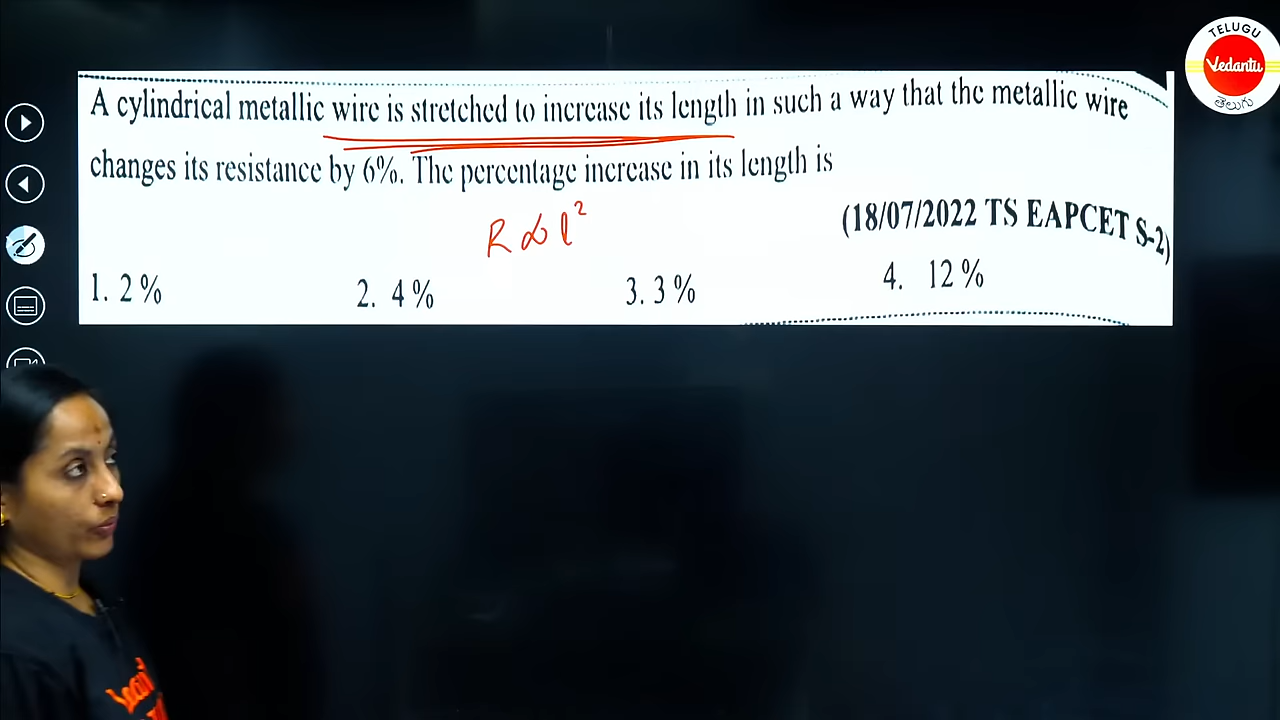 TELUGU
Vedantu
తెలుగు
A cylindrical metallic wire is stretched to increase its length in such a way that the metallic wire
changes its resistance by 6%. The percentage increase in its length is
(18/07/2022 TS EAPCET S-2)
R ∝ l²
1. 2%
2. 4%
3. 3%
4. 12%